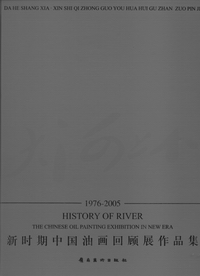 DA HE SHANG XIA · XIN SHI QI ZHONG GUO YOU HUA HUI GU ZHAN ZUO PIN JI
1976-2005
HISTORY OF RIVER
THE CHINESE OIL PAINTING EXHIBITION IN NEW ERA
新时期中国油画回顾展作品集